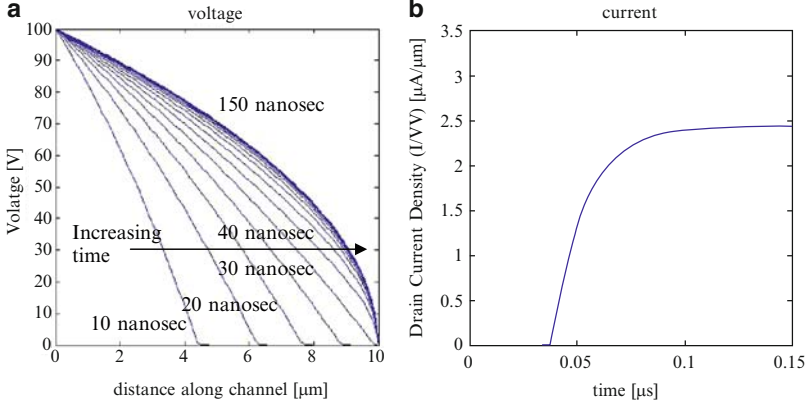 a
voltage
100
90
80
70
60
50
40
30
20
10
0
Volatge [V]
150 nanosec
Increasing
time
40 nanosec
30 nanosec
20 nanosec
10 nanosec
0 2 4 6 8 10
distance along channel [μm]
b
current
3.5
3
2.5
2
1.5
1
0.5
0
Drain Current Density (I/VV) [μA/μm]
0 0.05 0.1 0.15
time [μs]